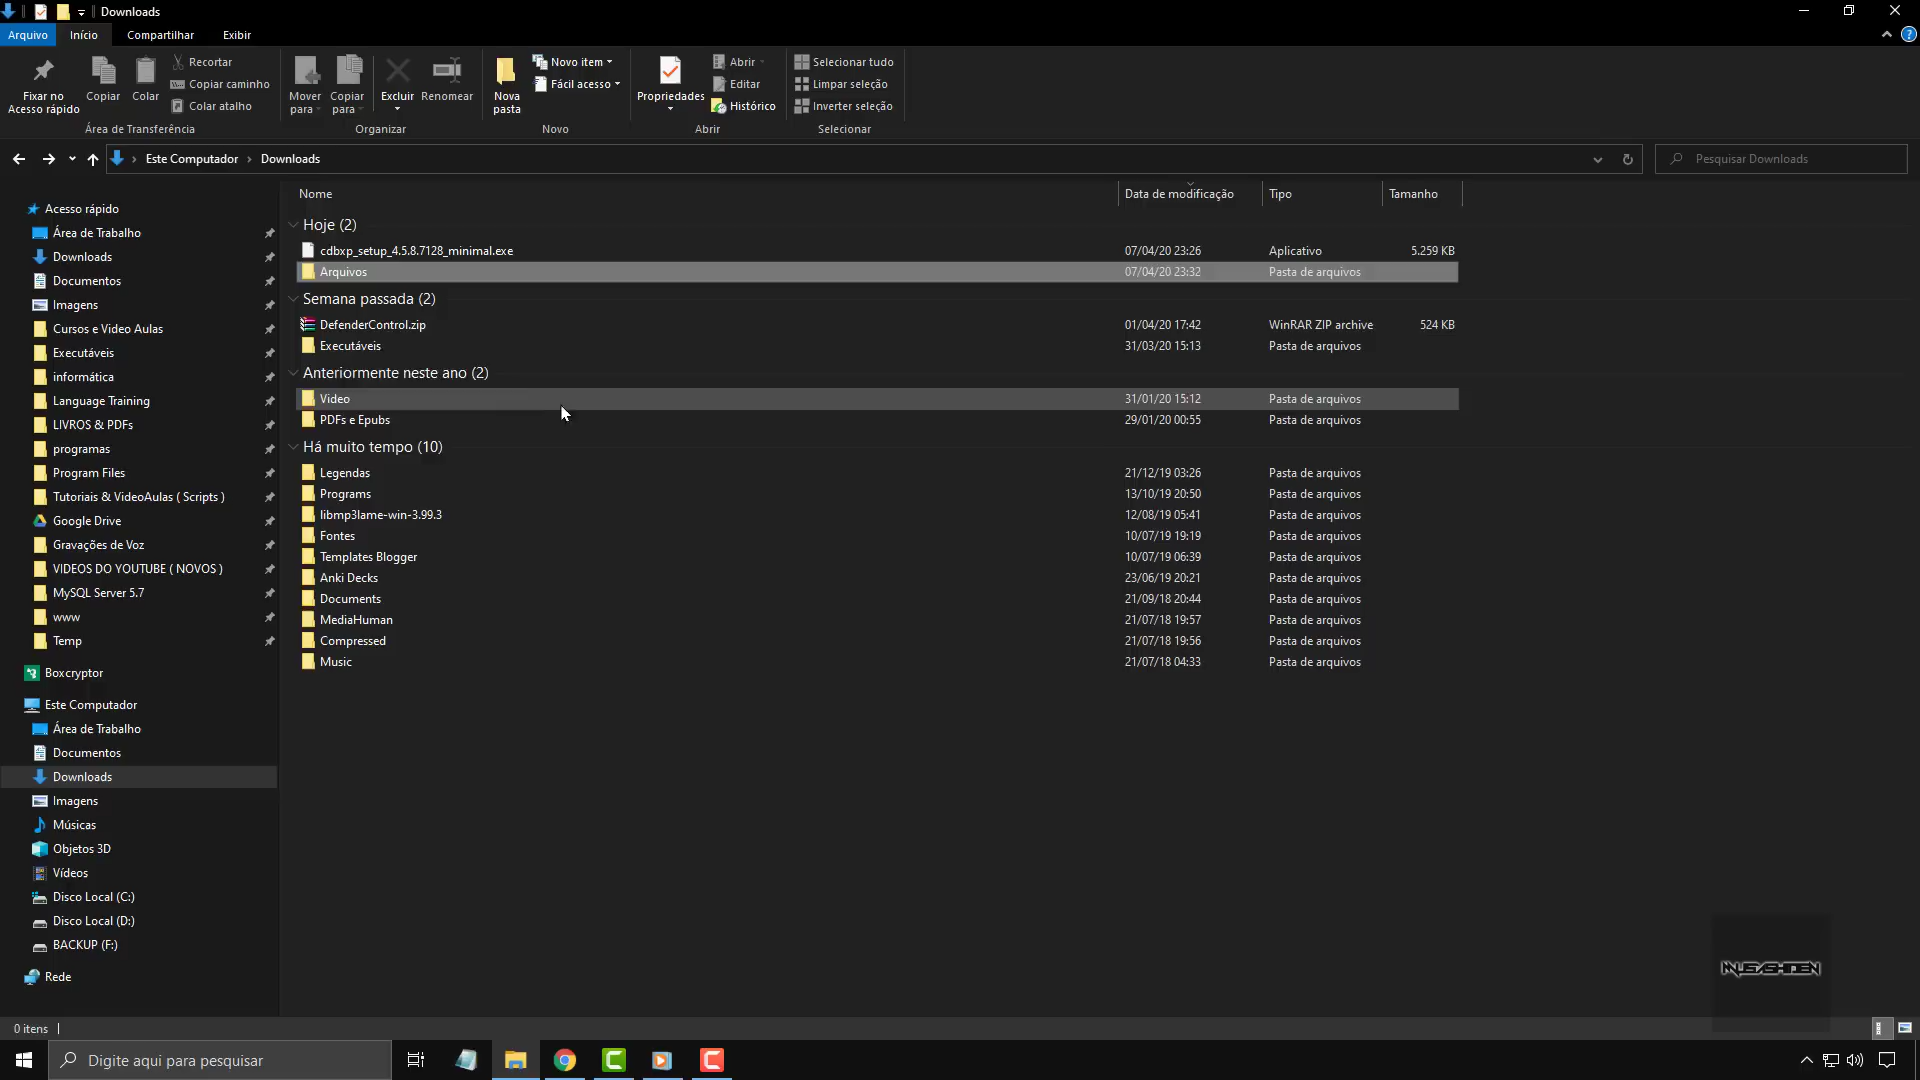 Downloads
Arquivo Início Compartilhar Exibir
Fixar no Acesso rápido
Copiar
Colar
Recortar
Copiar caminho
Colar atalho
Área de Transferência
Mover para
Copiar para
Excluir
Renomear
Organizar
Nova pasta
Novo item
Fácil acesso
Novo
Propriedades
Abrir
Editar
Histórico
Abrir
Selecionar tudo
Limpar seleção
Inverter seleção
Selecionar
Este Computador Downloads
Pesquisar Downloads
Acesso rápido
Área de Trabalho
Downloads
Documentos
Imagens
Cursos e Video Aulas
Executáveis
informática
Language Training
LIVROS & PDFs
programas
Program Files
Tutoriais & VideoAulas ( Scripts )
Google Drive
Gravações de Voz
VIDEOS DO YOUTUBE ( NOVOS )
MySQL Server 5.7
www
Temp
Boxcryptor
Este Computador
Área de Trabalho
Documentos
Downloads
Imagens
Músicas
Objetos 3D
Vídeos
Disco Local (C:)
Disco Local (D:)
BACKUP (F:)
Rede
Nome Data de modificação Tipo Tamanho
Hoje (2)
cdbxp_setup_4.5.8.7128_minimal.exe 07/04/20 23:26 Aplicativo 5.259 KB
Arquivos 07/04/20 23:32 Pasta de arquivos
Semana passada (2)
DefenderControl.zip 01/04/20 17:42 WinRAR ZIP archive 524 KB
Executáveis 31/03/20 15:13 Pasta de arquivos
Anteriormente neste ano (2)
Video 31/01/20 15:12 Pasta de arquivos
PDFs e Epubs 29/01/20 00:55 Pasta de arquivos
Há muito tempo (10)
Legendas 21/12/19 03:26 Pasta de arquivos
Programs 13/10/19 20:50 Pasta de arquivos
libmp3lame-win-3.99.3 12/08/19 05:41 Pasta de arquivos
Fontes 10/07/19 19:19 Pasta de arquivos
Templates Blogger 10/07/19 06:39 Pasta de arquivos
Anki Decks 23/06/19 20:21 Pasta de arquivos
Documents 21/09/18 20:44 Pasta de arquivos
MediaHuman 21/07/18 19:57 Pasta de arquivos
Compressed 21/07/18 19:56 Pasta de arquivos
Music 21/07/18 04:33 Pasta de arquivos
0 itens
Digite aqui para pesquisar